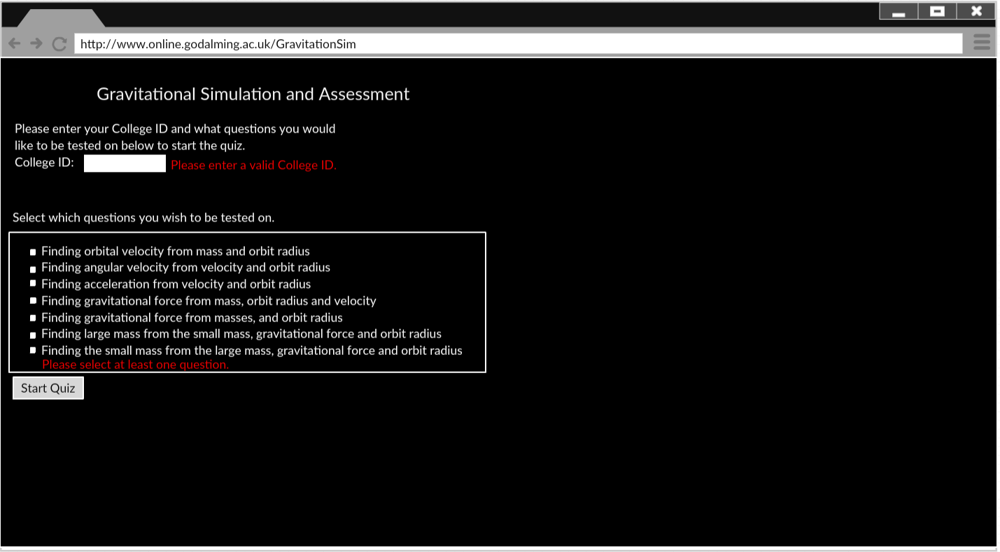 http://www.online.godalming.ac.uk/GravitationSim
Gravitational Simulation and Assessment
Please enter your College ID and what questions you would
like to be tested on below to start the quiz.
College ID: Please enter a valid College ID.
Select which questions you wish to be tested on.
Finding orbital velocity from mass and orbit radius
Finding angular velocity from velocity and orbit radius
Finding acceleration from velocity and orbit radius
Finding gravitational force from mass, orbit radius and velocity
Finding gravitational force from masses, and orbit radius
Finding large mass from the small mass, gravitational force and orbit radius
Finding the small mass from the large mass, gravitational force and orbit radius
Please select at least one question.
Start Quiz